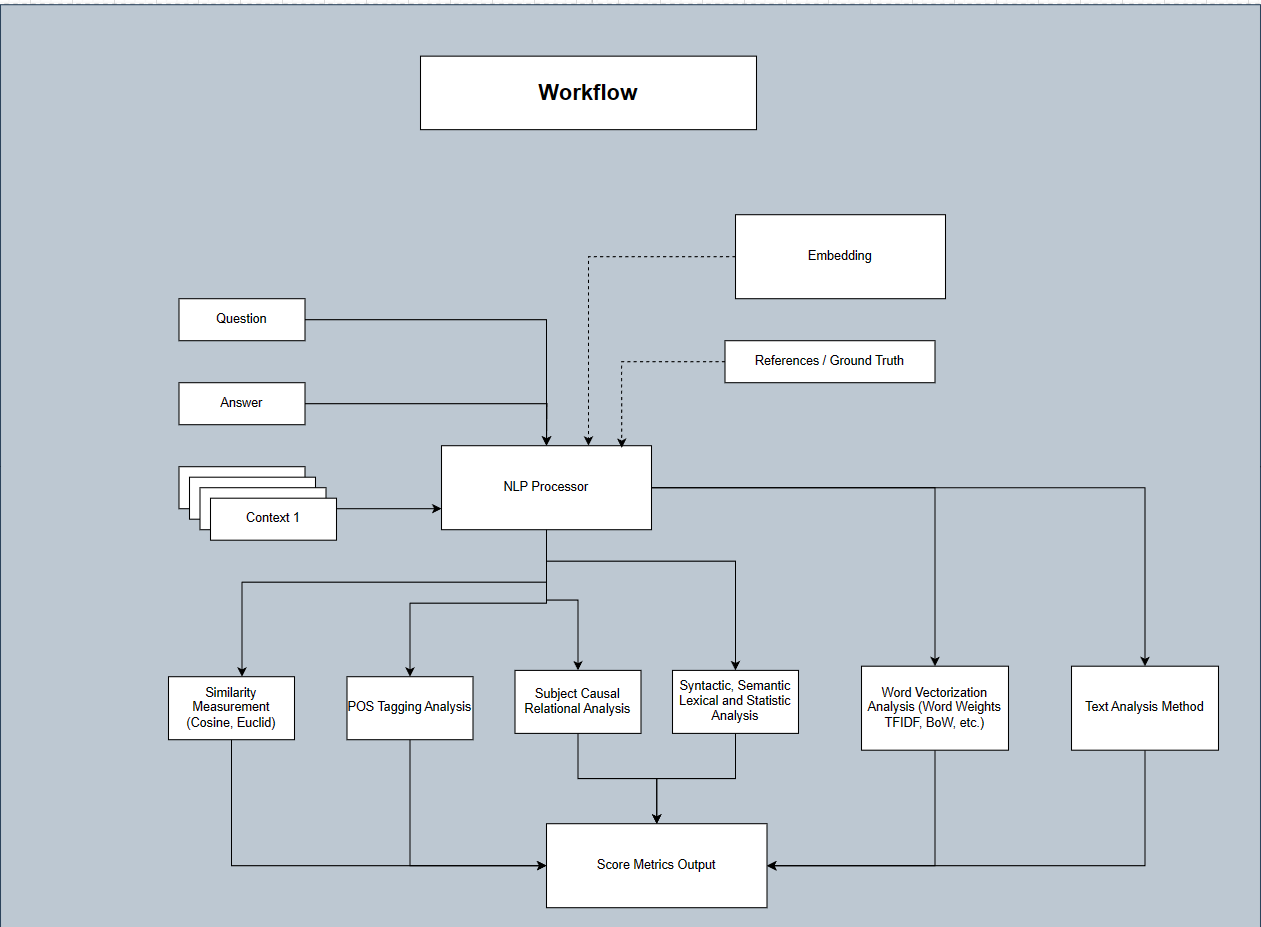 Workflow
Embedding
Question
References / Ground Truth
Answer
NLP Processor
Context 1
Similarity
Measurement
(Cosine, Euclid)
POS Tagging Analysis
Subject Causal
Relational Analysis
Syntactic, Semantic
Lexical and Statistic
Analysis
Word Vectorization
Analysis (Word Weights
TFIDF, BoW, etc.)
Text Analysis Method
Score Metrics Output